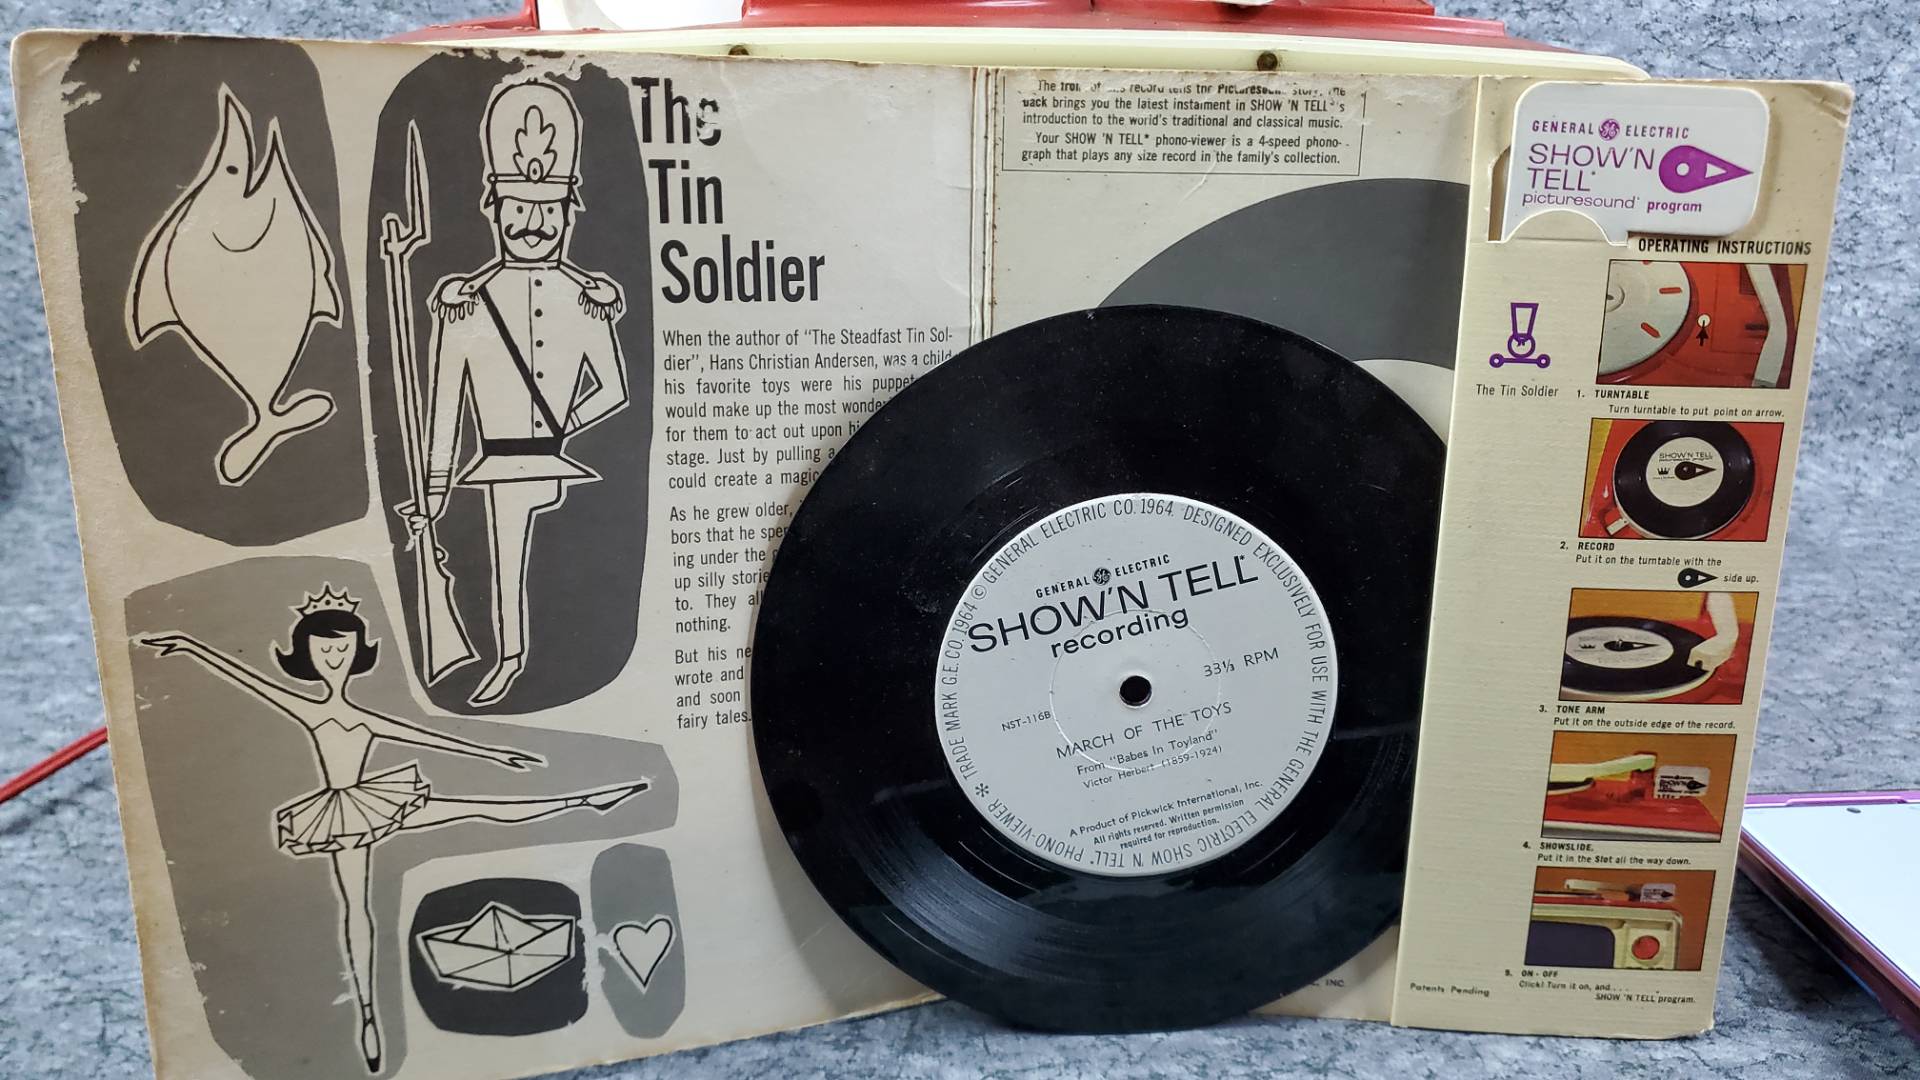 The
Tin
Soldier
When the author of "The Steadfast Tin Sol-
dier", Hans Christian Andersen, was a child
his favorite toys were his puppet
would make up the most wonde
for them to act out upon hi
stage. Just by pulling a
could create a magic
As he grew older,
bors that he spe
ing under the
up silly storie
to. They al
nothing.
But his ne
wrote and
and soon
fairy tales.
The record tells the Picturesou story, the
back brings you the latest instalment in SHOW 'N TELL*'s
introduction to the world's traditional and classical music.
Your SHOW 'N TELL* phono-viewer is a 4-speed phono-
graph that plays any size record in the family's collection.
TRADE MARK G.E. CO. 1964 © GENERAL ELECTRIC CO. 1964. DESIGNED EXCLUSIVELY FOR USE WITH THE GENERAL ELECTRIC SHOW 'N TELL* PHONO-VIEWER *
GENERAL GE ELECTRIC
SHOW'N TELL*
recording
33⅓ RPM
NST-116B
MARCH OF THE TOYS
From "Babes In Toyland"
Victor Herbert (1859-1924)
A Product of Pickwick International, Inc.
All rights reserved. Written permission
required for reproduction.
INC.
GENERAL GE ELECTRIC
SHOW'N
TELL*
picturesound* program
OPERATING INSTRUCTIONS
The Tin Soldier
1. TURNTABLE
Turn turntable to put point on arrow.
SHOW'N TELL
2. RECORD
Put it on the turntable with the
side up.
3. TONE ARM
Put it on the outside edge of the record.
4. SHOWSLIDE.
Put it in the Slot all the way down.
5. ON - OFF
Click! Turn it on, and....
SHOW 'N TELL program.
Patents Pending